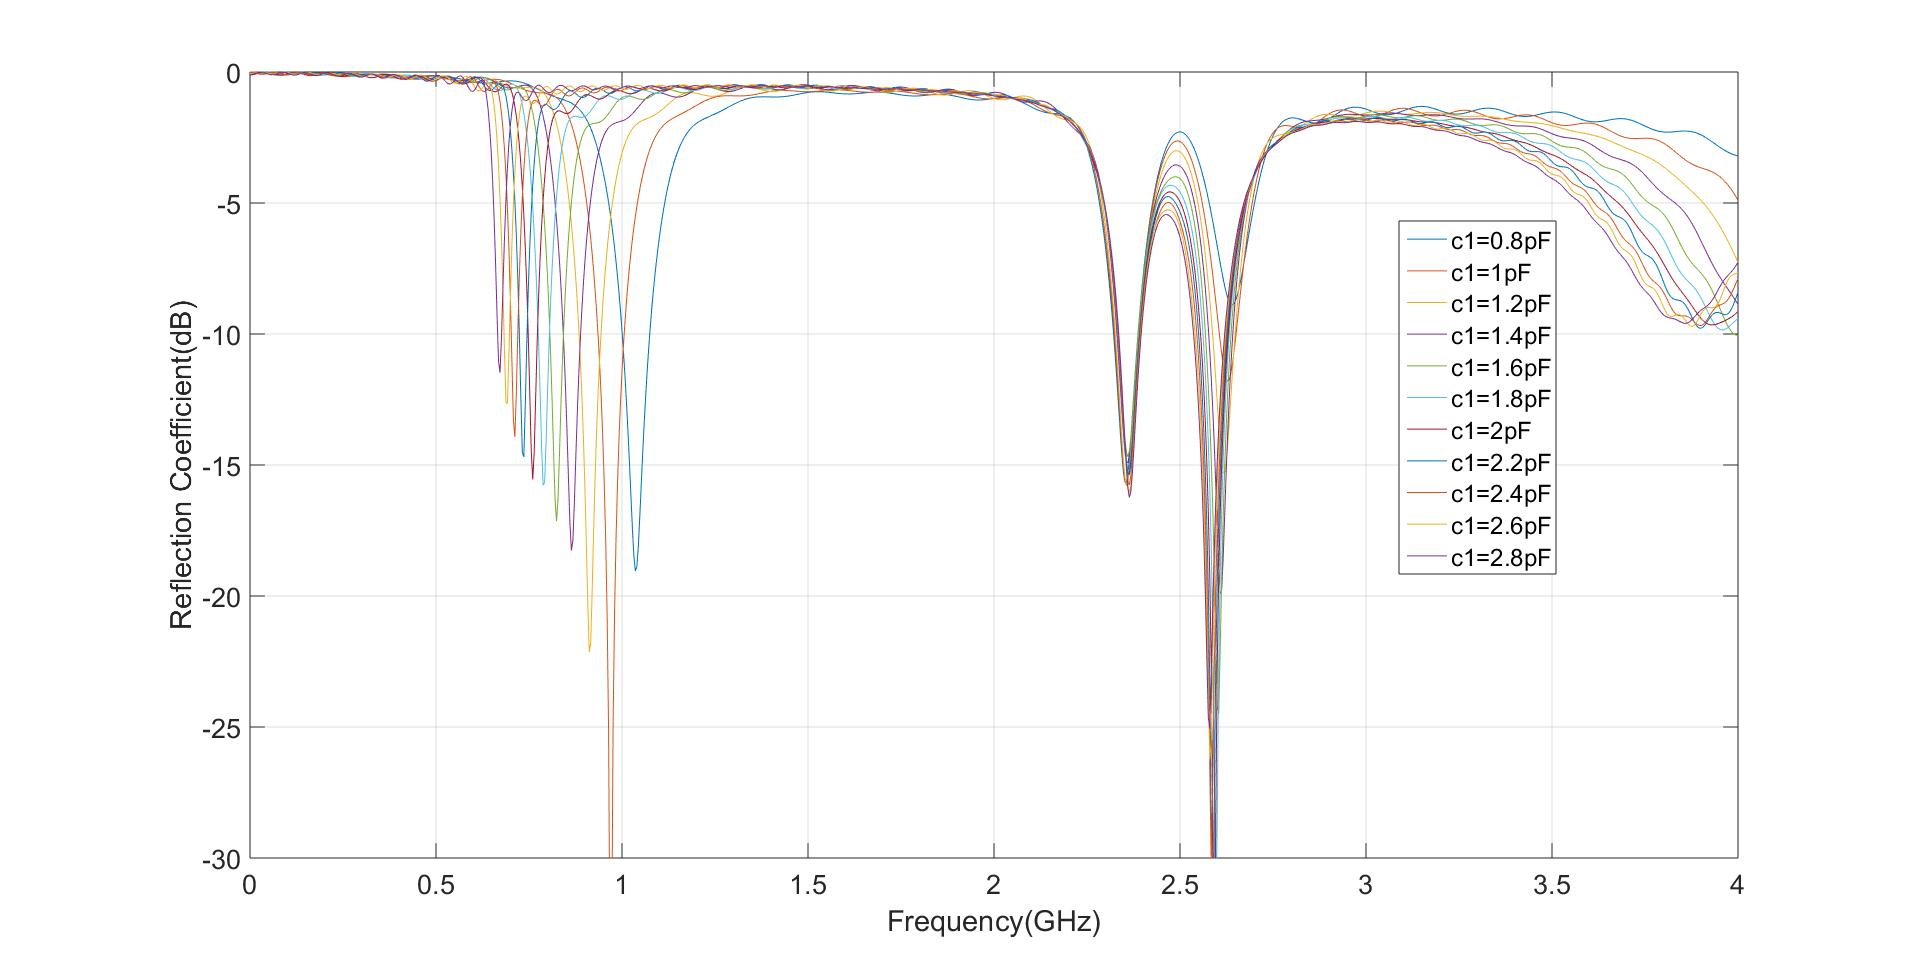 0
-5
-10
-15
-20
-25
-30
Reflection Coefficient(dB)
c1=0.8pF
c1=1pF
c1=1.2pF
c1=1.4pF
c1=1.6pF
c1=1.8pF
c1=2pF
c1=2.2pF
c1=2.4pF
c1=2.6pF
c1=2.8pF
0 0.5 1 1.5 2 2.5 3 3.5 4
Frequency(GHz)